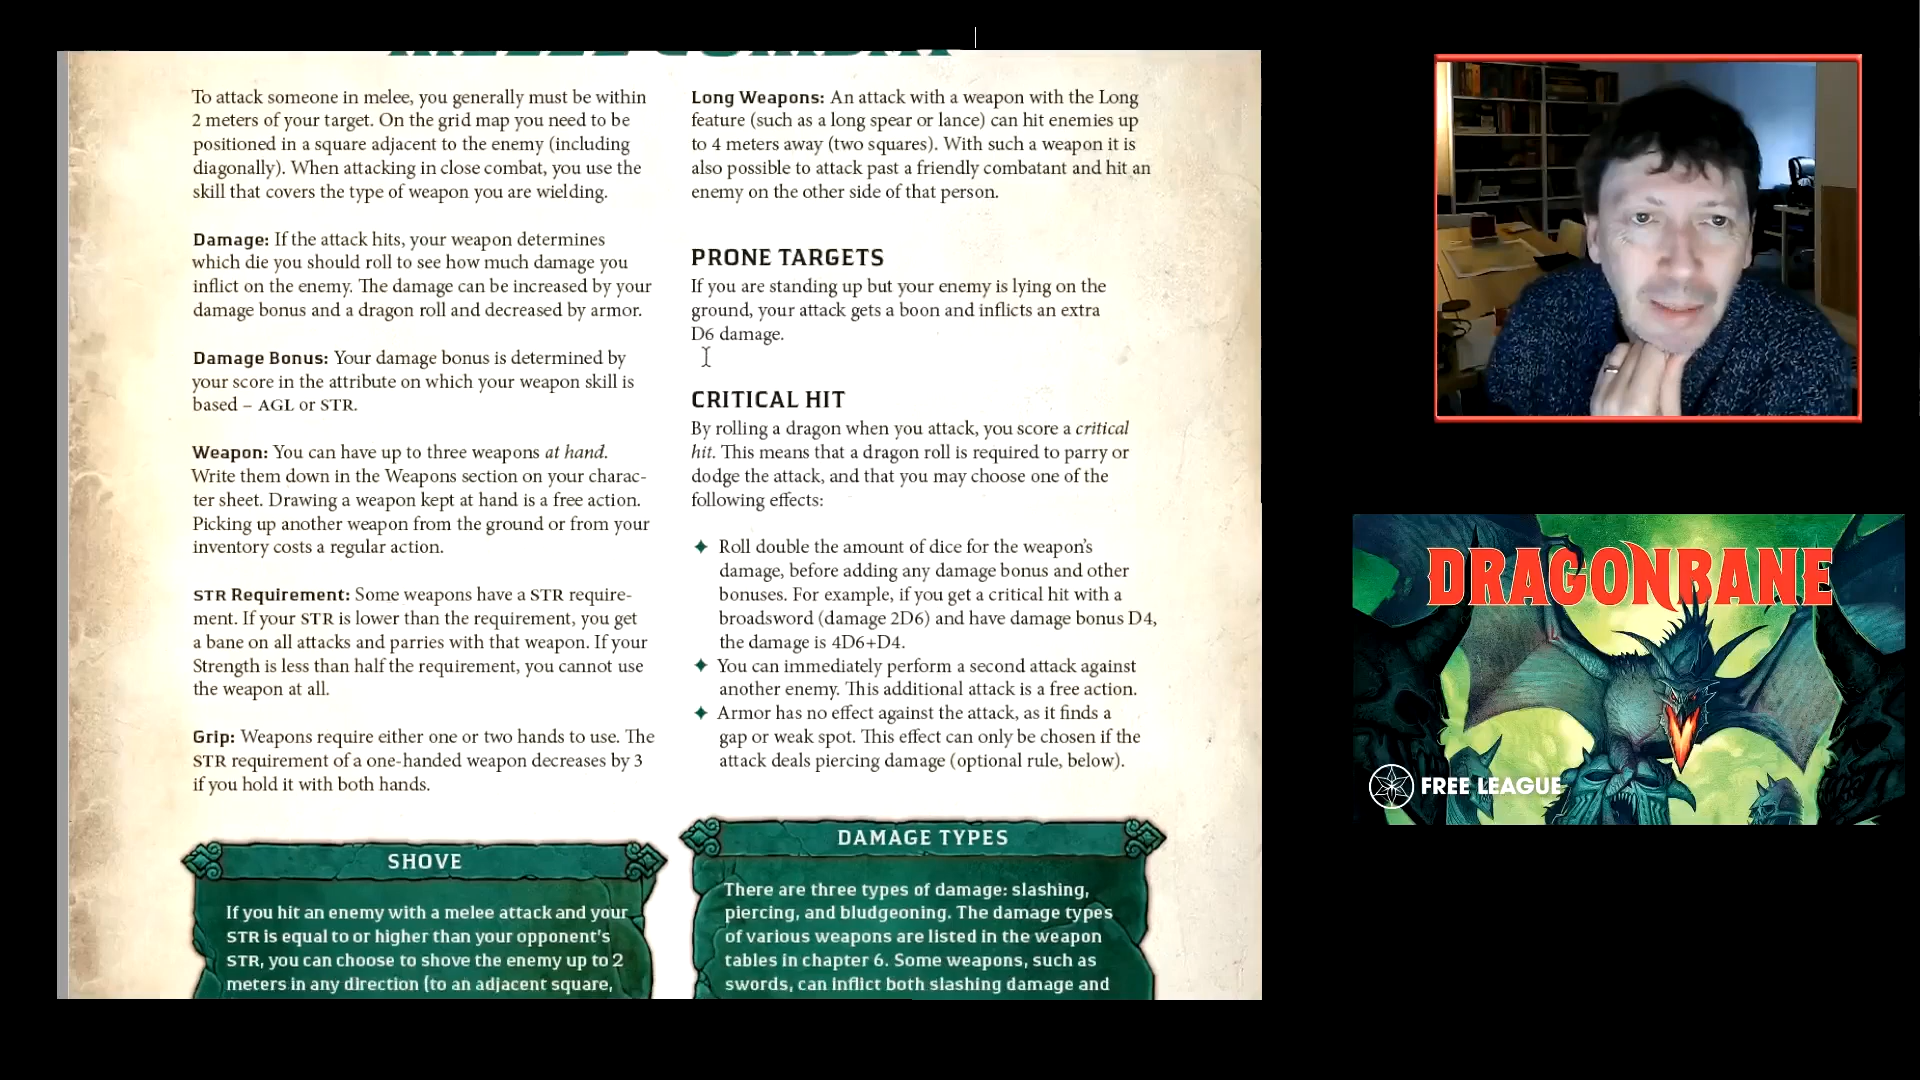 MELEE COMBAT
To attack someone in melee, you generally must be within
2 meters of your target. On the grid map you need to be
positioned in a square adjacent to the enemy (including
diagonally). When attacking in close combat, you use the
skill that covers the type of weapon you are wielding.
Damage: If the attack hits, your weapon determines
which die you should roll to see how much damage you
inflict on the enemy. The damage can be increased by your
damage bonus and a dragon roll and decreased by armor.
Damage Bonus: Your damage bonus is determined by
your score in the attribute on which your weapon skill is
based – AGL or STR.
Weapon: You can have up to three weapons at hand.
Write them down in the Weapons section on your charac-
ter sheet. Drawing a weapon kept at hand is a free action.
Picking up another weapon from the ground or from your
inventory costs a regular action.
STR Requirement: Some weapons have a STR require-
ment. If your STR is lower than the requirement, you get
a bane on all attacks and parries with that weapon. If your
Strength is less than half the requirement, you cannot use
the weapon at all.
Grip: Weapons require either one or two hands to use. The
STR requirement of a one-handed weapon decreases by 3
if you hold it with both hands.
SHOVE
If you hit an enemy with a melee attack and your
STR is equal to or higher than your opponent's
STR, you can choose to shove the enemy up to 2
meters in any direction (to an adjacent square,
Long Weapons: An attack with a weapon with the Long
feature (such as a long spear or lance) can hit enemies up
to 4 meters away (two squares). With such a weapon it is
also possible to attack past a friendly combatant and hit an
enemy on the other side of that person.
PRONE TARGETS
If you are standing up but your enemy is lying on the
ground, your attack gets a boon and inflicts an extra
D6 damage.
CRITICAL HIT
By rolling a dragon when you attack, you score a critical
hit. This means that a dragon roll is required to parry or
dodge the attack, and that you may choose one of the
following effects:
✦ Roll double the amount of dice for the weapon's
damage, before adding any damage bonus and other
bonuses. For example, if you get a critical hit with a
broadsword (damage 2D6) and have damage bonus D4,
the damage is 4D6+D4.
✦ You can immediately perform a second attack against
another enemy. This additional attack is a free action.
✦ Armor has no effect against the attack, as it finds a
gap or weak spot. This effect can only be chosen if the
attack deals piercing damage (optional rule, below).
DAMAGE TYPES
There are three types of damage: slashing,
piercing, and bludgeoning. The damage types
of various weapons are listed in the weapon
tables in chapter 6. Some weapons, such as
swords, can inflict both slashing damage and
DRAGONBANE
FREE LEAGUE